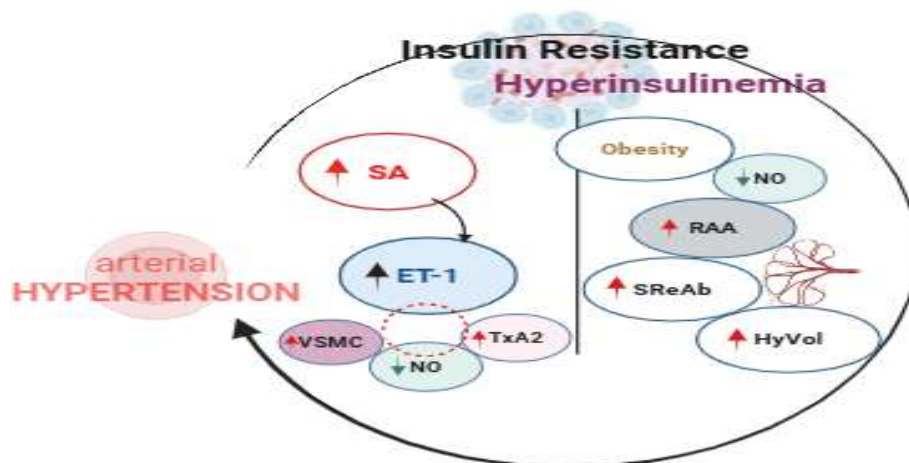 Insulin Resistance
Hyperinsulinemia
SA
Obesity
NO
RAA
arterial
HYPERTENSION
ET-1
SReAb
VSMC
TxA2
NO
HyVol